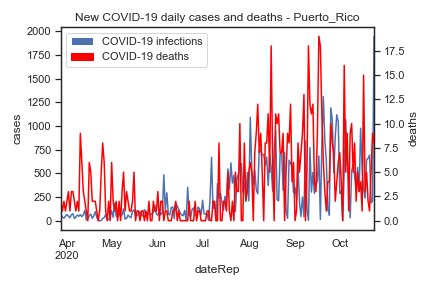 New COVID-19 daily cases and deaths - Puerto_Rico
COVID-19 infections
COVID-19 deaths
2000
1750
1500
1250
1000
750
500
250
0
cases
17.5
15.0
12.5
10.0
7.5
5.0
2.5
0.0
deaths
Apr May Jun Jul Aug Sep Oct
2020
dateRep